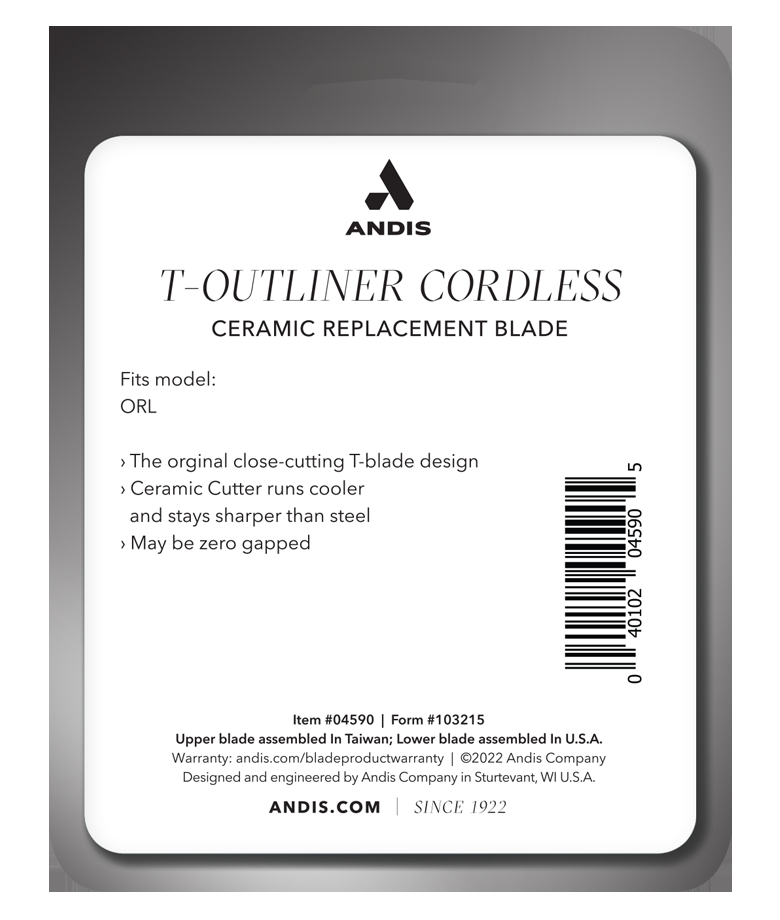 ANDIS
T-OUTLINER CORDLESS
CERAMIC REPLACEMENT BLADE
Fits model:
ORL
› The orginal close-cutting T-blade design
› Ceramic Cutter runs cooler
and stays sharper than steel
› May be zero gapped
0 40102 04590 5
Item #04590 | Form #103215
Upper blade assembled In Taiwan; Lower blade assembled In U.S.A.
Warranty: andis.com/bladeproductwarranty | ©2022 Andis Company
Designed and engineered by Andis Company in Sturtevant, WI U.S.A.
ANDIS.COM | SINCE 1922